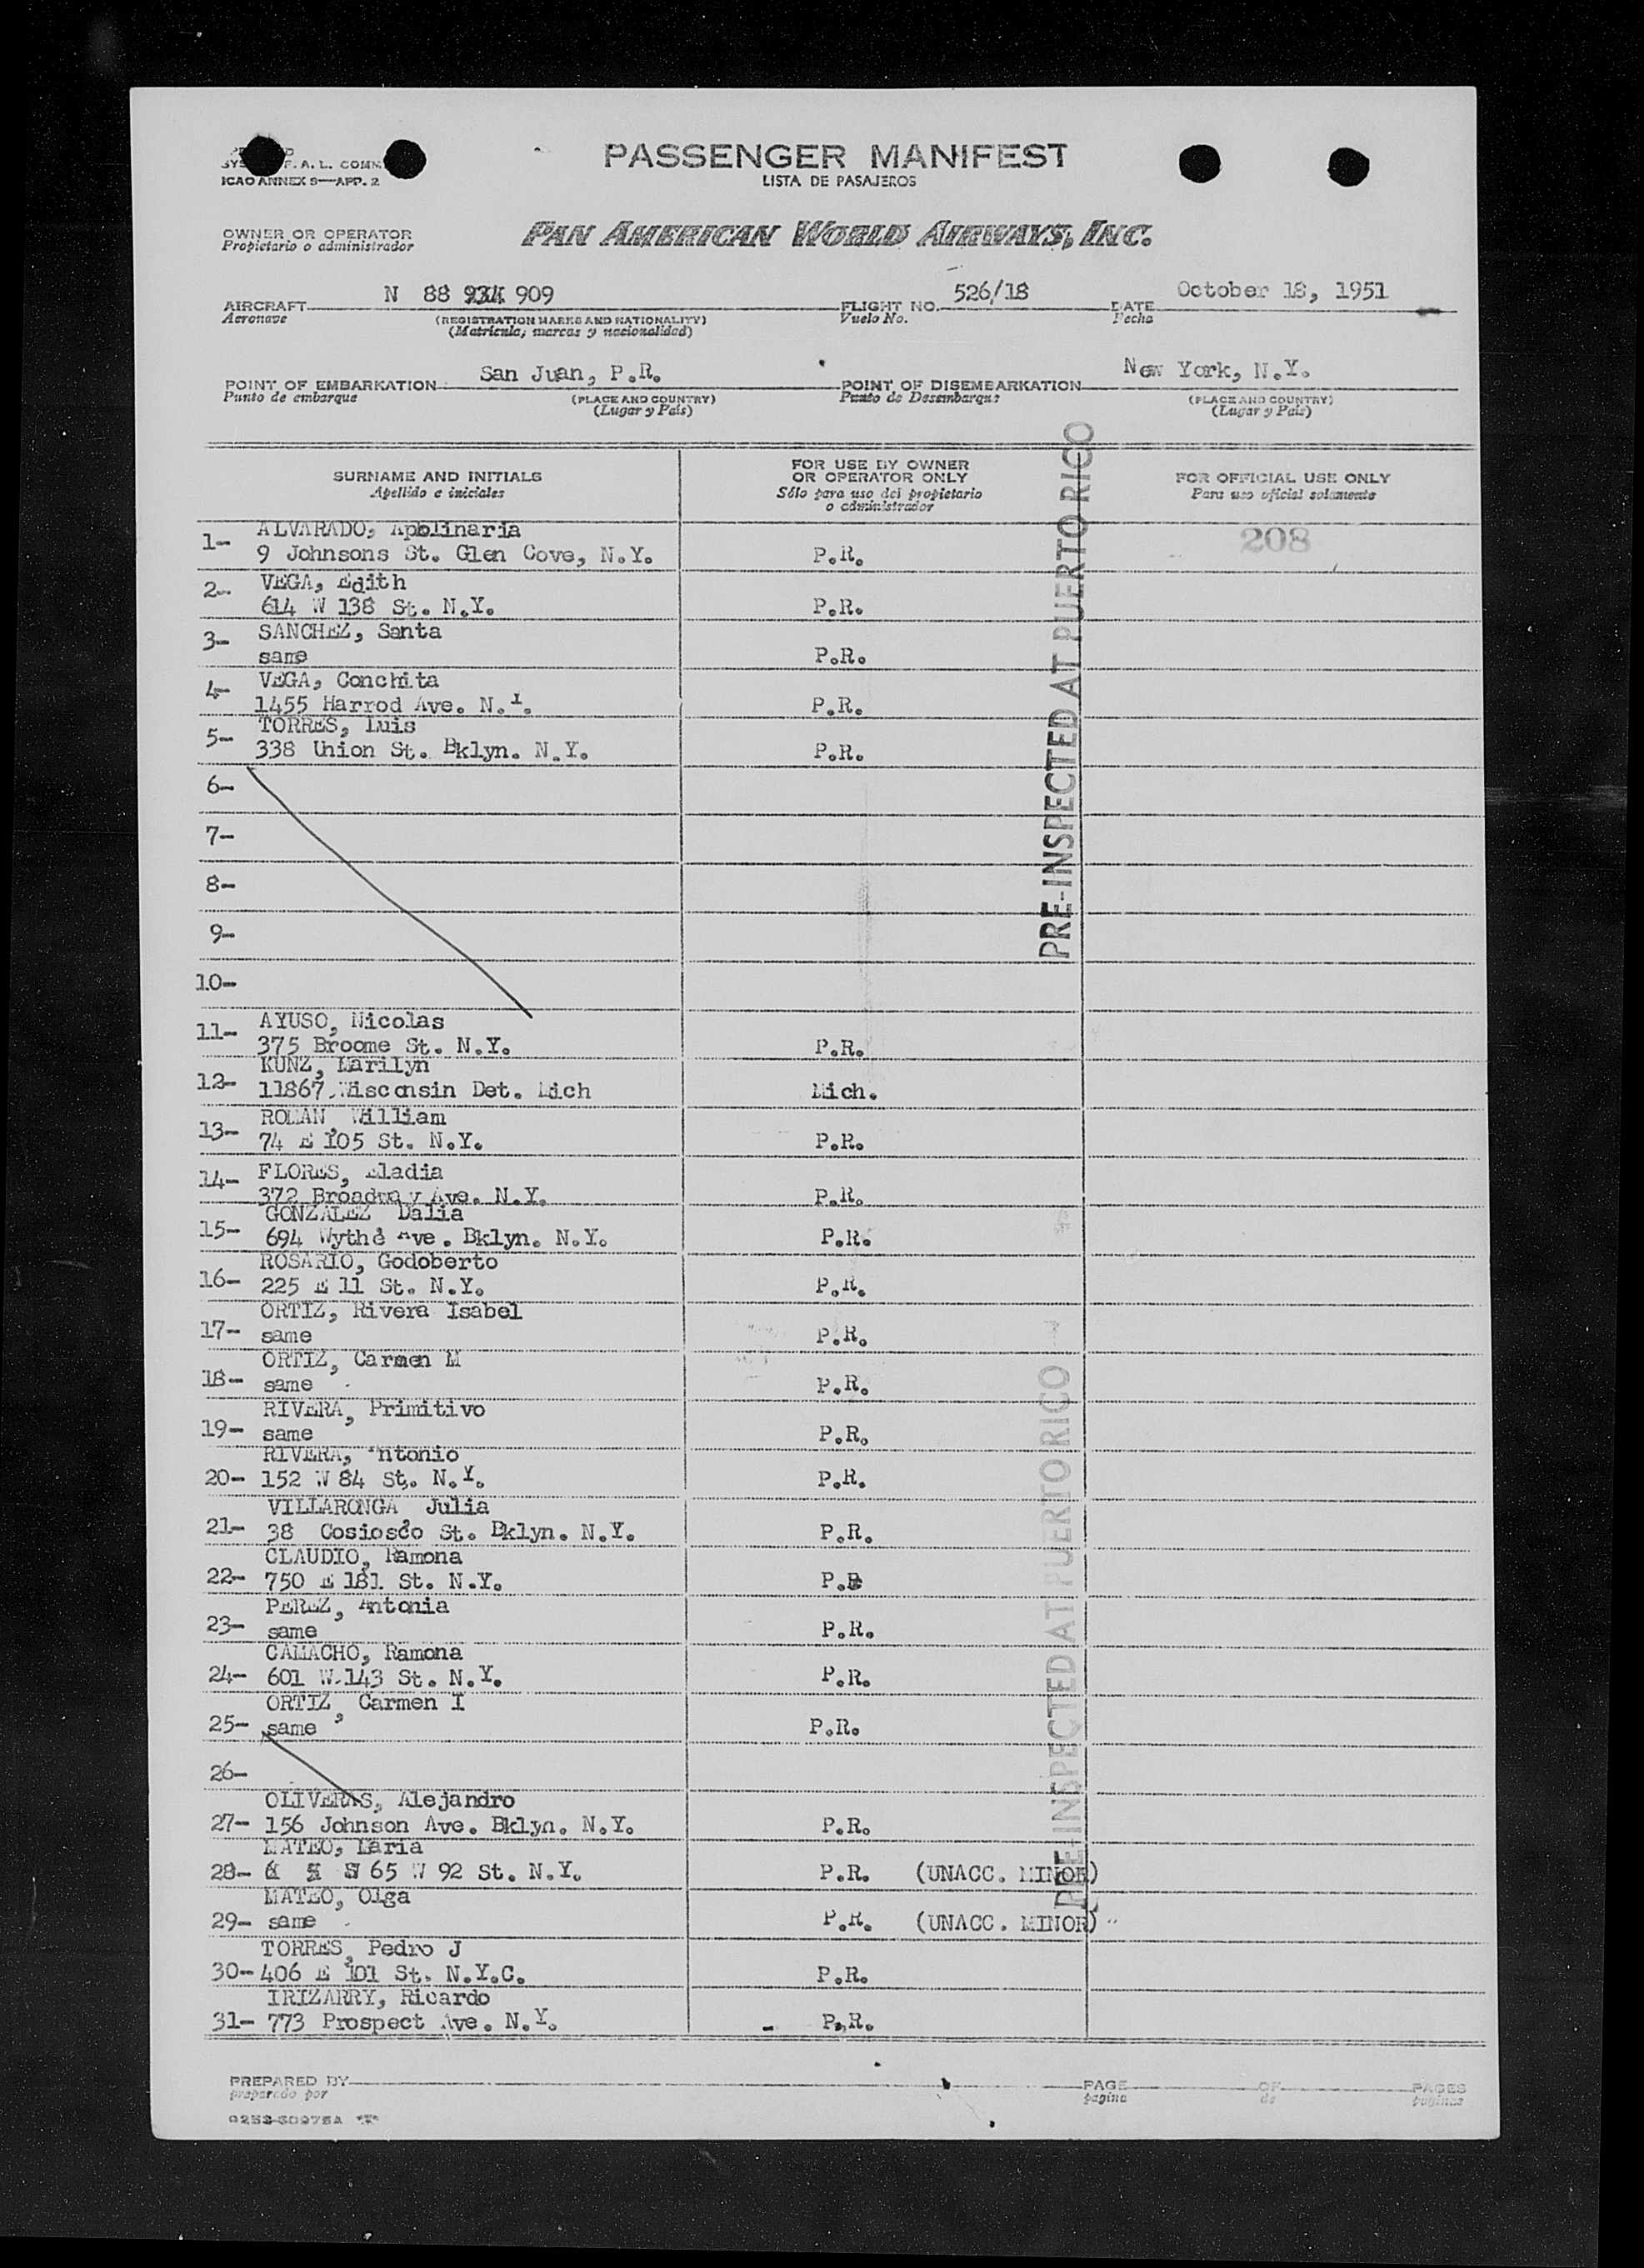 F. A. L. COMM.
ICAO ANNEX 9—APP. 2
PASSENGER MANIFEST
LISTA DE PASAJEROS
OWNER OR OPERATOR
Propietario o administrador
PAN AMERICAN WORLD AIRWAYS, INC.
AIRCRAFT N 88 909
Aeronave
(REGISTRATION MARKS AND NATIONALITY)
(Matrícula, marcas y nacionalidad)
FLIGHT NO. 526/18
Vuelo No.
DATE October 18, 1951
Fecha
POINT OF EMBARKATION San Juan, P.R.
Punto de embarque
(PLACE AND COUNTRY)
(Lugar y País)
POINT OF DISEMBARKATION New York, N.Y.
Punto de Desembarque
(PLACE AND COUNTRY)
(Lugar y País)
SURNAME AND INITIALS
Apellido e iniciales
FOR USE BY OWNER
OR OPERATOR ONLY
Sólo para uso del propietario
o administrador
FOR OFFICIAL USE ONLY
Para uso oficial solamente
208
PRE-INSPECTED AT PUERTO RICO
1- ALVARADO, Apolinaria
9 Johnsons St. Glen Cove, N.Y. P.R.
2- VEGA, Edith
614 W 138 St. N.Y. P.R.
3- SANCHEZ, Santa
same P.R.
4- VEGA, Conchita
1455 Harrod Ave. N.Y. P.R.
5- TORRES, Luis
338 Union St. Bklyn. N.Y. P.R.
6-
7-
8-
9-
10-
11- AYUSO, Nicolas
375 Broome St. N.Y. P.R.
12- KUNZ, Marilyn
11867 Wisconsin Det. Mich Mich.
13- ROMAN, William
74 E 105 St. N.Y. P.R.
14- FLORES, Eladia
372 Broadway Ave. N.Y. P.R.
15- GONZALEZ, Dalia
694 Wythe Ave. Bklyn. N.Y. P.R.
16- ROSARIO, Godoberto
225 E 11 St. N.Y. P.R.
17- ORTIZ, Rivera Isabel
same P.R.
18- ORTIZ, Carmen M
same P.R.
19- RIVERA, Primitivo
same P.R.
20- RIVERA, Antonio
152 W 84 St. N.Y. P.R.
21- VILLARONGA, Julia
38 Cosiosco St. Bklyn. N.Y. P.R.
22- CLAUDIO, Ramona
750 E 181 St. N.Y. P.R
23- PEREZ, Antonia
same P.R.
24- CAMACHO, Ramona
601 W.143 St. N.Y. P.R.
25- ORTIZ, Carmen I
same P.R.
26-
27- OLIVERAS, Alejandro
156 Johnson Ave. Bklyn. N.Y. P.R.
28- MATEO, Maria
65 W 92 St. N.Y. P.R. (UNACC. MINOR)
29- MATEO, Olga
same P.R. (UNACC. MINOR)
30- TORRES, Pedro J
406 E 101 St. N.Y.C. P.R.
31- IRIZARRY, Ricardo
773 Prospect Ave. N.Y. P.R.
PRE-INSPECTED AT PUERTO RICO
PREPARED BY
preparado por
PAGE OF PAGES
página de páginas